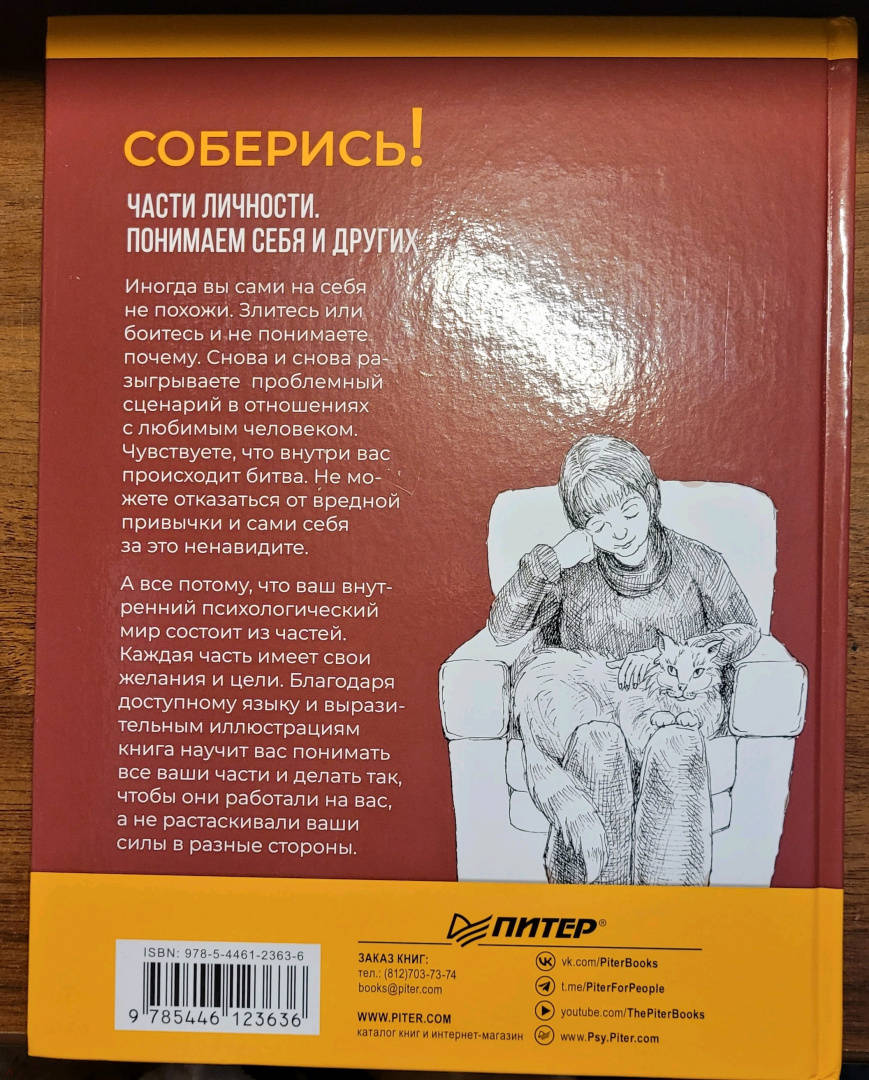 СОБЕРИСЬ!
ЧАСТИ ЛИЧНОСТИ.
ПОНИМАЕМ СЕБЯ И ДРУГИХ
Иногда вы сами на себя
не похожи. Злитесь или
боитесь и не понимаете
почему. Снова и снова ра-
зыгрываете проблемный
сценарий в отношениях
с любимым человеком.
Чувствуете, что внутри вас
происходит битва. Не мо-
жете отказаться от вредной
привычки и сами себя
за это ненавидите.
А все потому, что ваш внут-
ренний психологический
мир состоит из частей.
Каждая часть имеет свои
желания и цели. Благодаря
доступному языку и вырази-
тельным иллюстрациям
книга научит вас понимать
все ваши части и делать так,
чтобы они работали на вас,
а не растаскивали ваши
силы в разные стороны.
ISBN: 978-5-4461-2363-6
9 785446 123636
ПИТЕР®
ЗАКАЗ КНИГ:
тел.: (812)703-73-74
books@piter.com
WWW.PITER.COM
каталог книг и интернет-магазин
vk.com/PiterBooks
t.me/PiterForPeople
youtube.com/ThePiterBooks
www.Psy.Piter.com